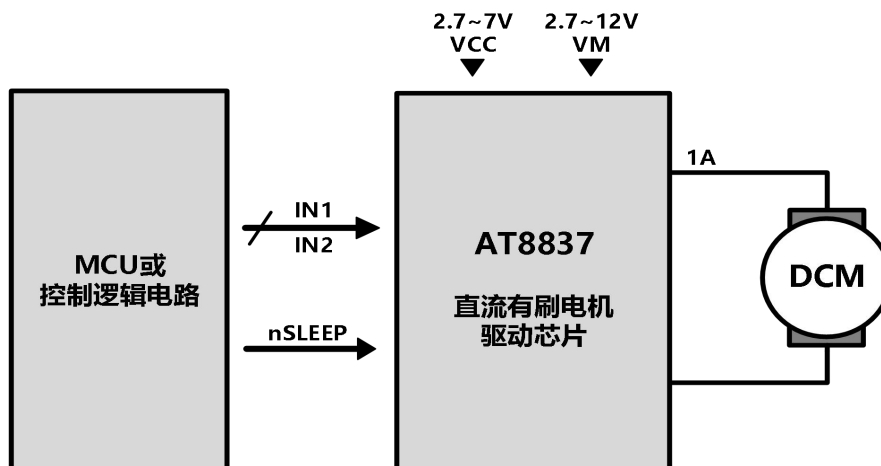 2.7~7V
VCC
2.7~12V
VM
1A
IN1
IN2
AT8837
MCU或
控制逻辑电路
直流有刷电机
驱动芯片
nSLEEP
DCM